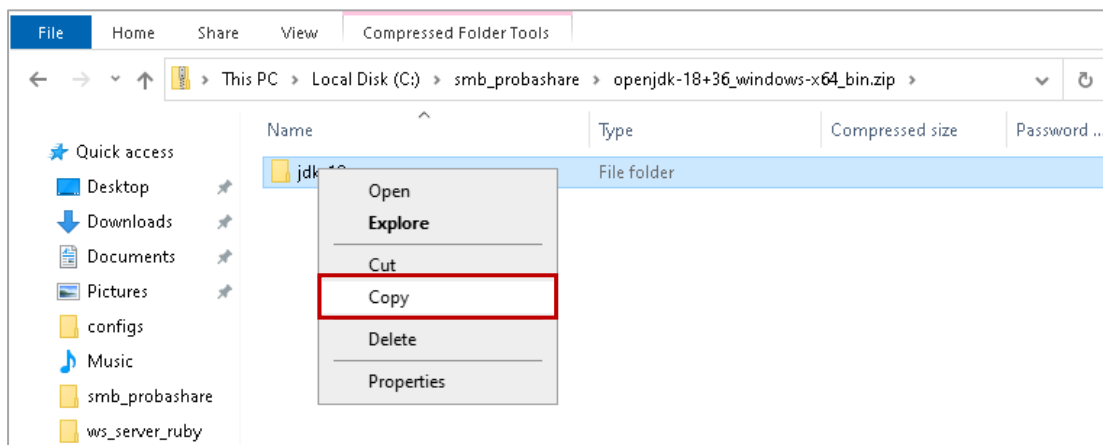 File Home Share View Compressed Folder Tools
This PC > Local Disk (C:) > smb_probashare > openjdk-18+36_windows-x64_bin.zip >
Name Type Compressed size Password ...
Quick access
Desktop
Downloads
Documents
Pictures
configs
Music
smb_probashare
ws_server_ruby
File folder
Open
Explore
Cut
Copy
Delete
Properties